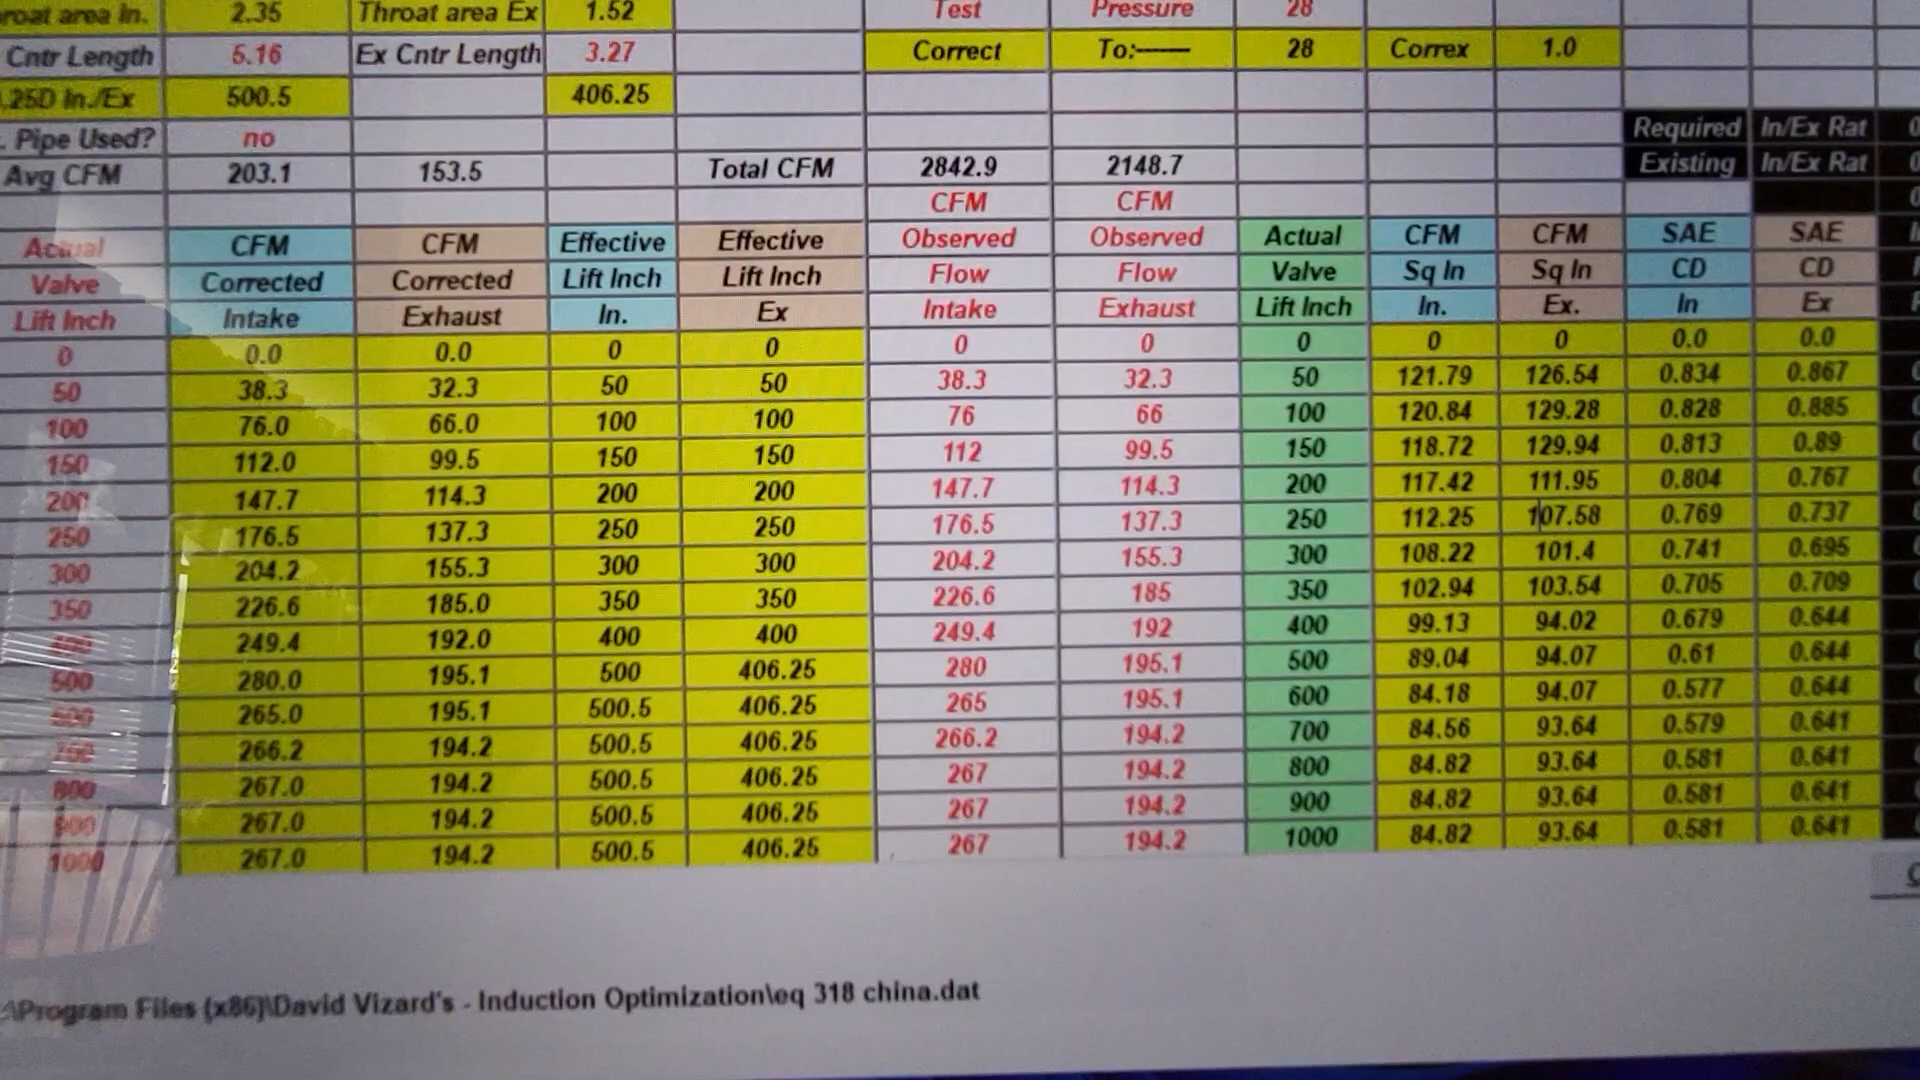 roat area In. 2.35 Throat area Ex 1.52 Test Pressure 28
Cntr Length 5.16 Ex Cntr Length 3.27 Correct To:----- 28 Correx 1.0
.25D In./Ex 500.5 406.25
. Pipe Used? no Required In/Ex Rat
Avg CFM 203.1 153.5 Total CFM 2842.9 2148.7 Existing In/Ex Rat
CFM CFM
Actual CFM CFM Effective Effective Observed Observed Actual CFM CFM SAE SAE
Valve Corrected Corrected Lift Inch Lift Inch Flow Flow Valve Sq In Sq In CD CD
Lift Inch Intake Exhaust In. Ex Intake Exhaust Lift Inch In. Ex. In Ex
0 0.0 0.0 0 0 0 0 0 0 0 0.0 0.0
50 38.3 32.3 50 50 38.3 32.3 50 121.79 126.54 0.834 0.867
100 76.0 66.0 100 100 76 66 100 120.84 129.28 0.828 0.885
150 112.0 99.5 150 150 112 99.5 150 118.72 129.94 0.813 0.89
200 147.7 114.3 200 200 147.7 114.3 200 117.42 111.95 0.804 0.767
250 176.5 137.3 250 250 176.5 137.3 250 112.25 107.58 0.769 0.737
300 204.2 155.3 300 300 204.2 155.3 300 108.22 101.4 0.741 0.695
350 226.6 185.0 350 350 226.6 185 350 102.94 103.54 0.705 0.709
400 249.4 192.0 400 400 249.4 192 400 99.13 94.02 0.679 0.644
500 280.0 195.1 500 406.25 280 195.1 500 89.04 94.07 0.61 0.644
600 265.0 195.1 500.5 406.25 265 195.1 600 84.18 94.07 0.577 0.644
700 266.2 194.2 500.5 406.25 266.2 194.2 700 84.56 93.64 0.579 0.641
800 267.0 194.2 500.5 406.25 267 194.2 800 84.82 93.64 0.581 0.641
900 267.0 194.2 500.5 406.25 267 194.2 900 84.82 93.64 0.581 0.641
1000 267.0 194.2 500.5 406.25 267 194.2 1000 84.82 93.64 0.581 0.641
:\Program Files (x86)\David Vizard's - Induction Optimization\eq 318 china.dat